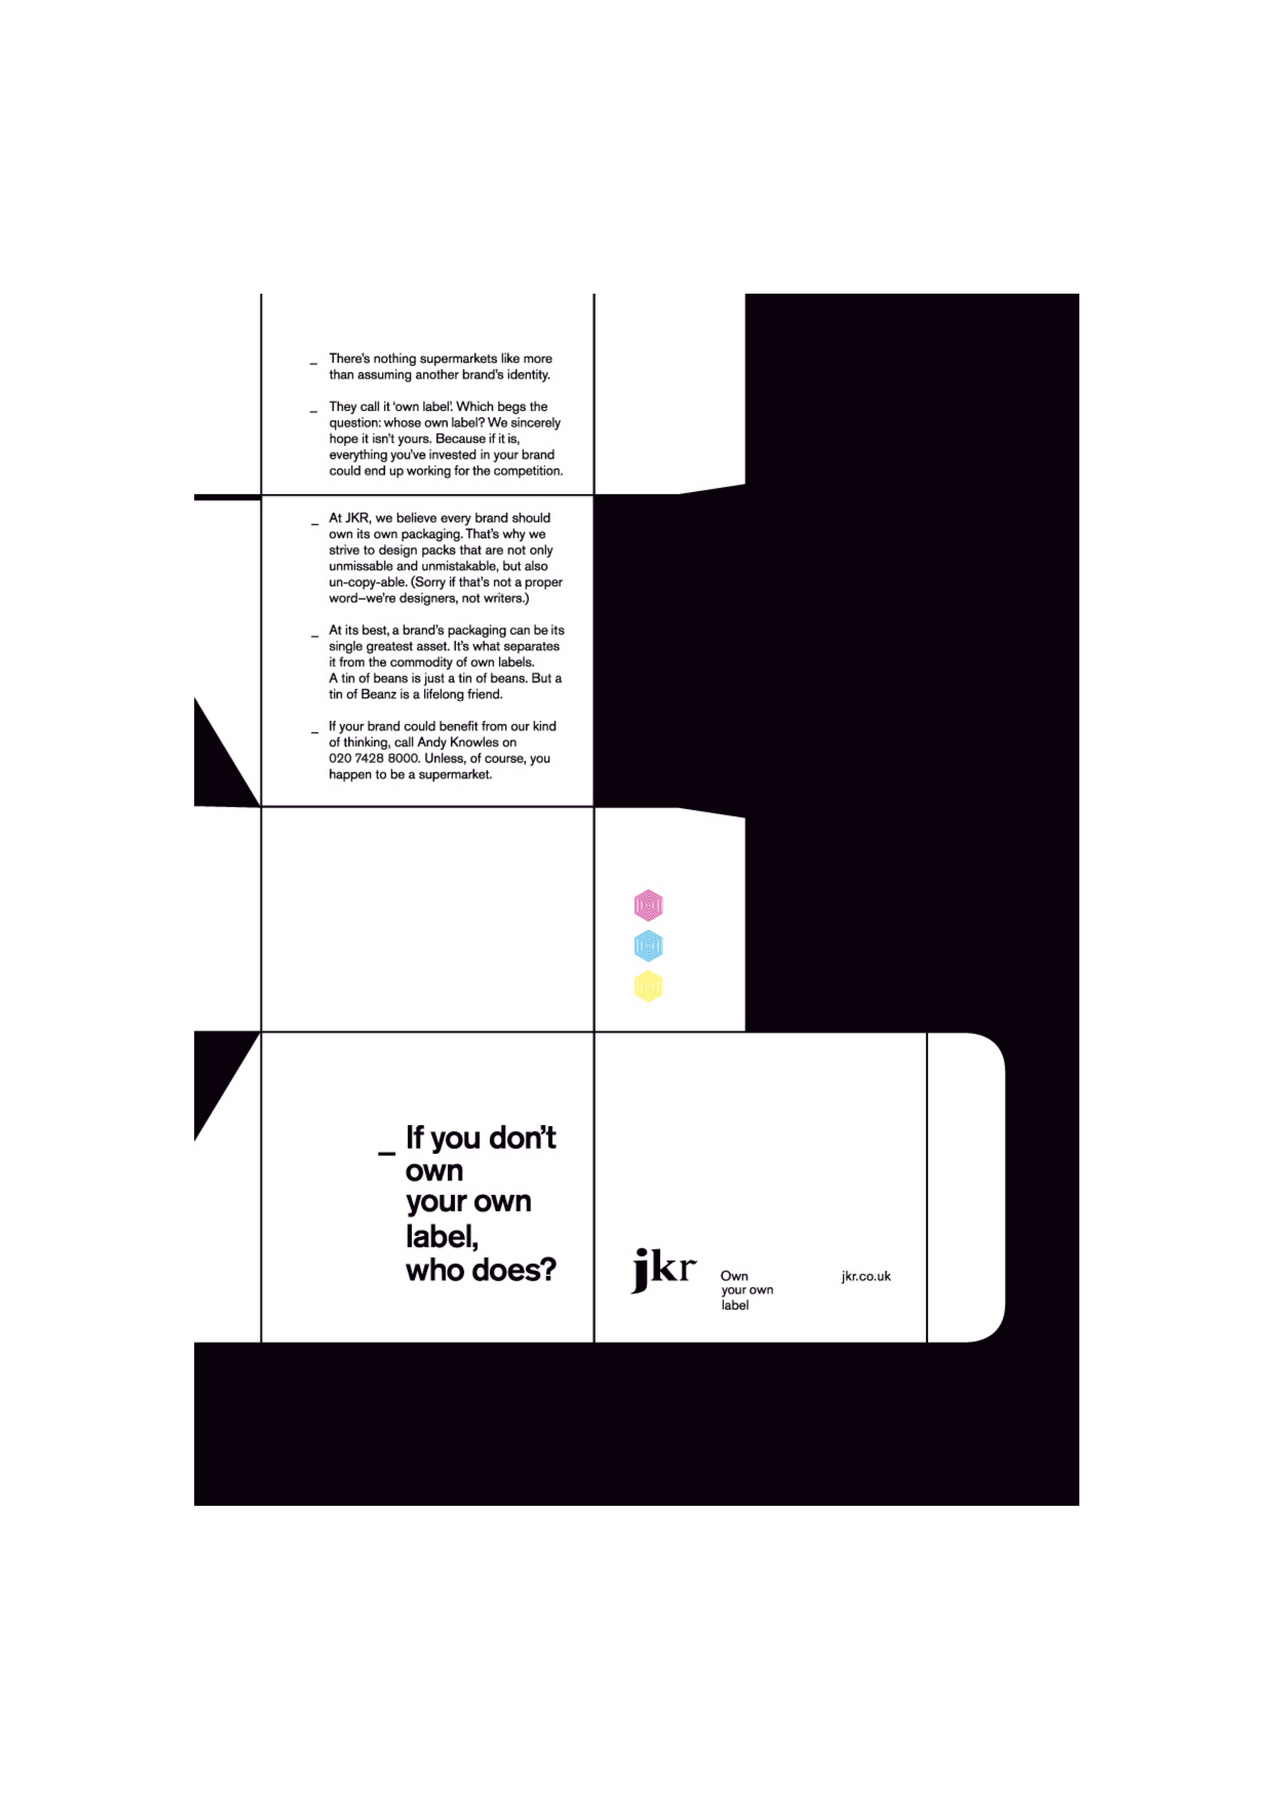 _ There's nothing supermarkets like more
than assuming another brand's identity.
_ They call it ‘own label’. Which begs the
question: whose own label? We sincerely
hope it isn't yours. Because if it is,
everything you've invested in your brand
could end up working for the competition.
_ At JKR, we believe every brand should
own its own packaging. That's why we
strive to design packs that are not only
unmissable and unmistakable, but also
un-copy-able. (Sorry if that's not a proper
word–we're designers, not writers.)
_ At its best, a brand's packaging can be its
single greatest asset. It's what separates
it from the commodity of own labels.
A tin of beans is just a tin of beans. But a
tin of Beanz is a lifelong friend.
_ If your brand could benefit from our kind
of thinking, call Andy Knowles on
020 7428 8000. Unless, of course, you
happen to be a supermarket.
_ If you don't
own
your own
label,
who does?
jkr
Own
your own
label
jkr.co.uk